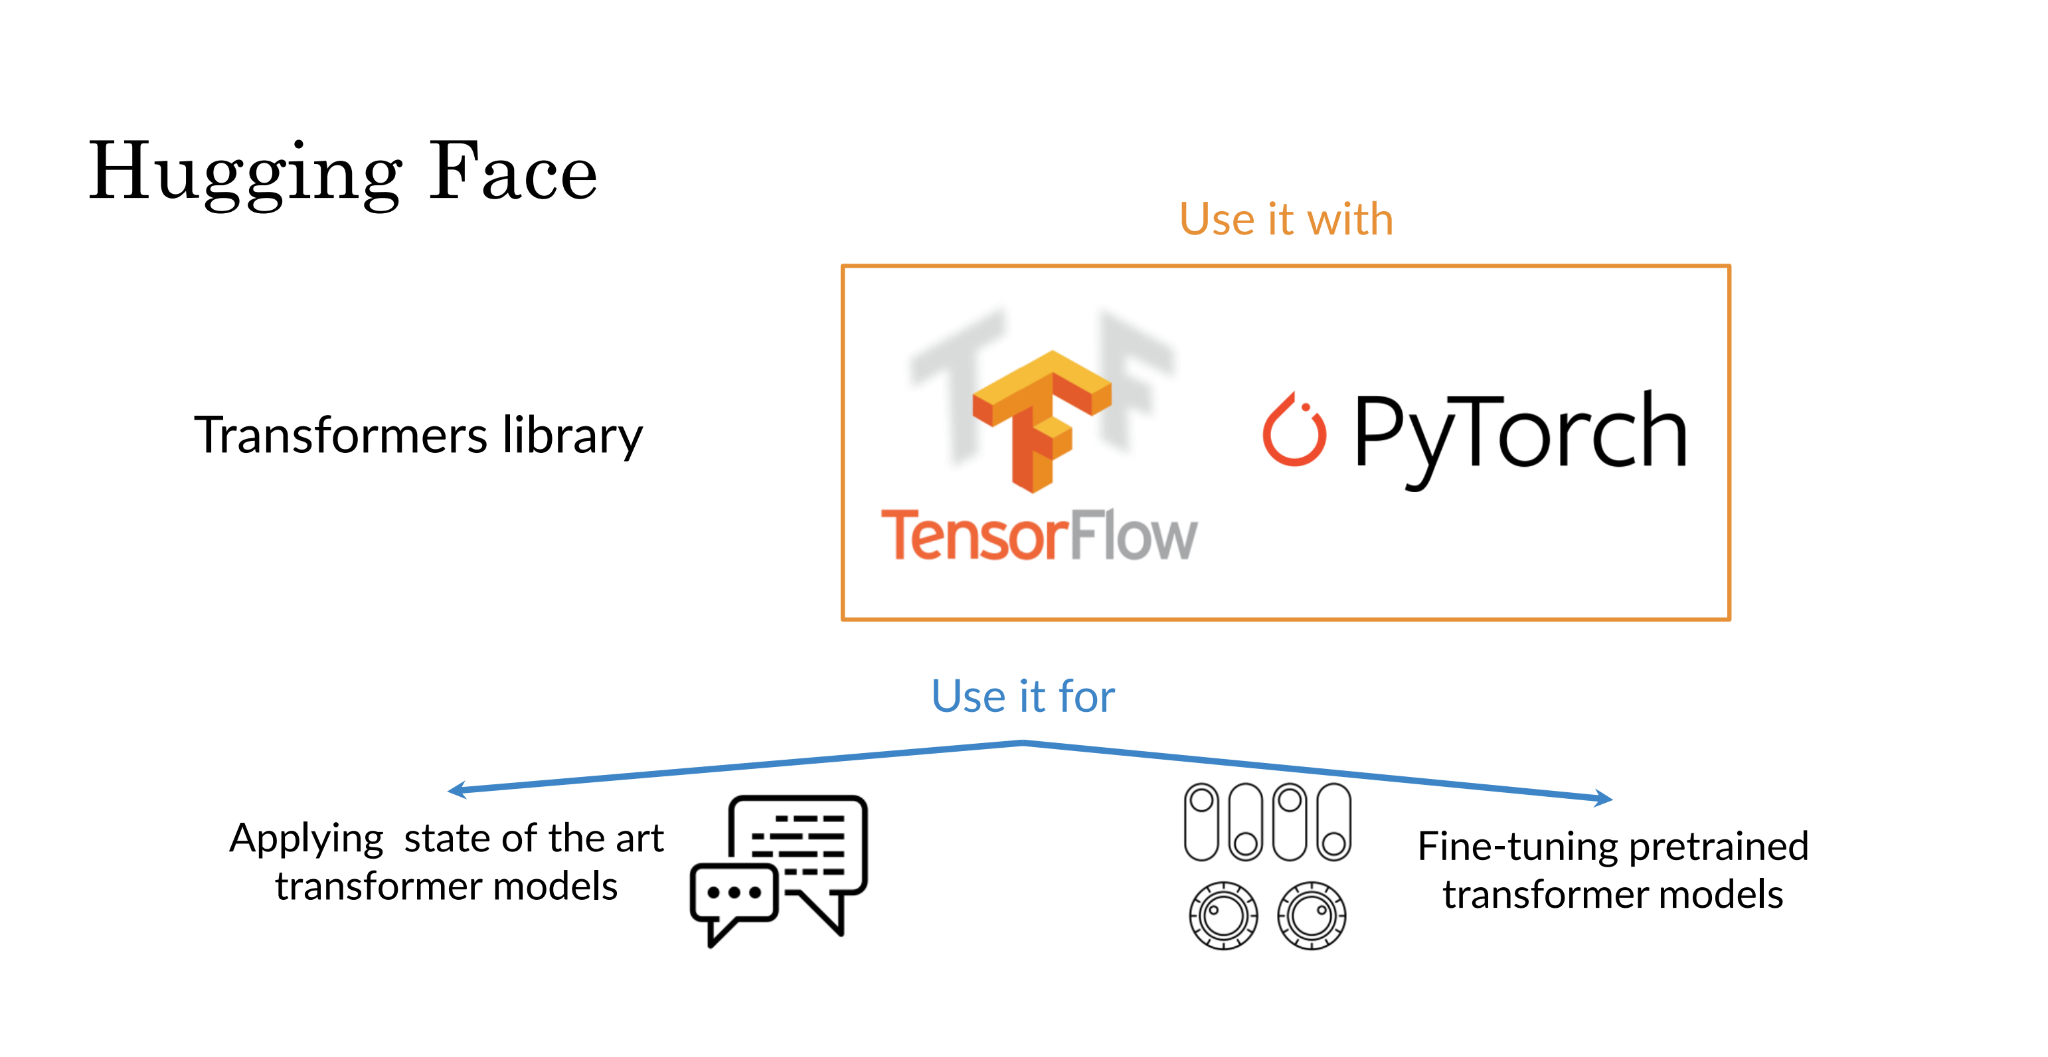 Hugging Face
Use it with
Transformers library
TF
TensorFlow
PyTorch
Use it for
Applying  state of the art
transformer models
Fine-tuning pretrained
transformer models